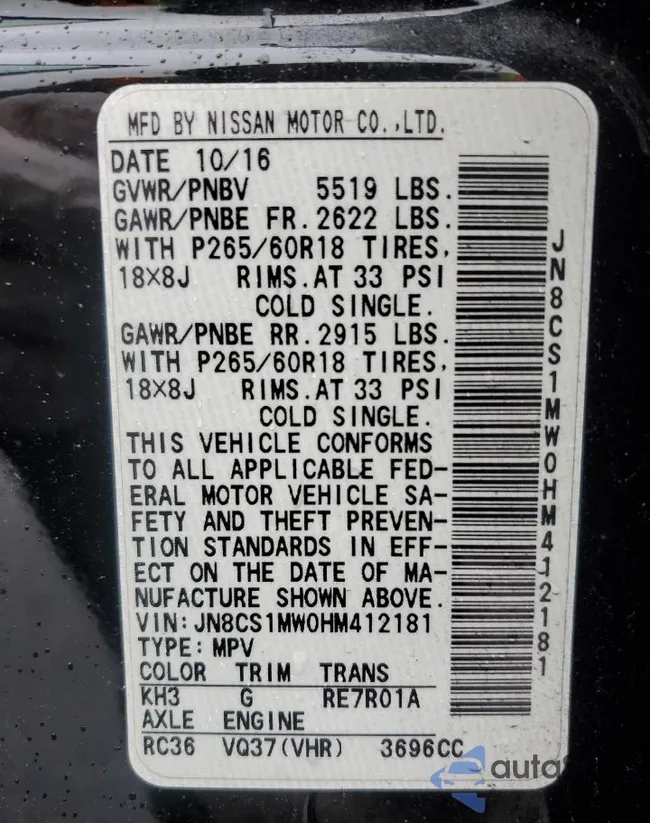 MFD BY NISSAN MOTOR CO.,LTD.
DATE 10/16
GVWR/PNBV 5519 LBS.
GAWR/PNBE FR. 2622 LBS.
WITH P265/60R18 TIRES,
18X8J RIMS. AT 33 PSI
COLD SINGLE.
GAWR/PNBE RR. 2915 LBS.
WITH P265/60R18 TIRES,
18X8J RIMS. AT 33 PSI
COLD SINGLE.
THIS VEHICLE CONFORMS
TO ALL APPLICABLE FED-
ERAL MOTOR VEHICLE SA-
FETY AND THEFT PREVEN-
TION STANDARDS IN EFF-
ECT ON THE DATE OF MA-
NUFACTURE SHOWN ABOVE.
VIN: JN8CS1MW0HM412181
TYPE: MPV
COLOR TRIM TRANS
KH3 G RE7R01A
AXLE ENGINE
RC36 VQ37(VHR) 3696CC
JN8CS1MW0HM412181